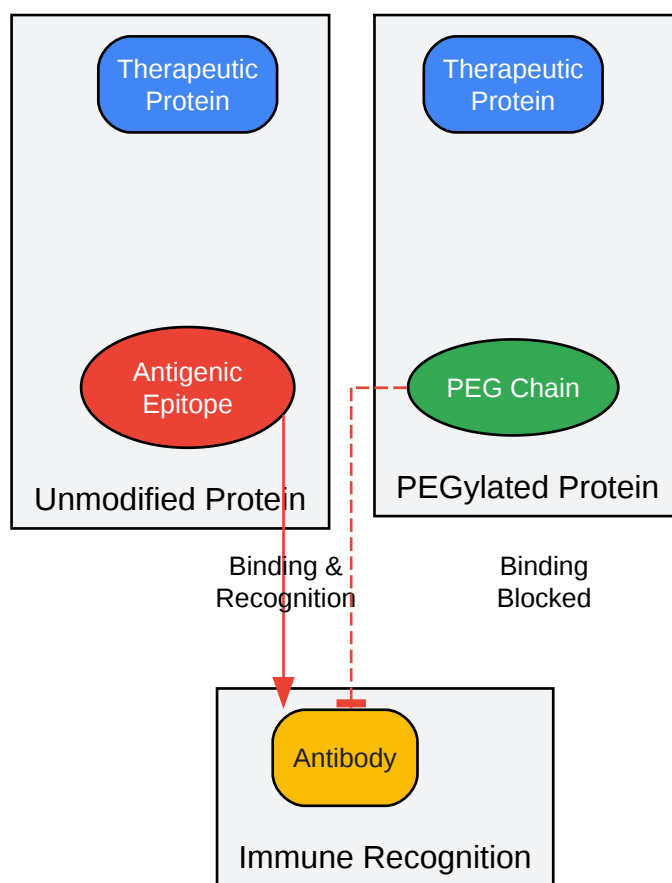 Therapeutic
Protein
Antigenic
Epitope
Unmodified Protein
Therapeutic
Protein
PEG Chain
PEGylated Protein
Binding &
Recognition
Binding
Blocked
Antibody
Immune Recognition